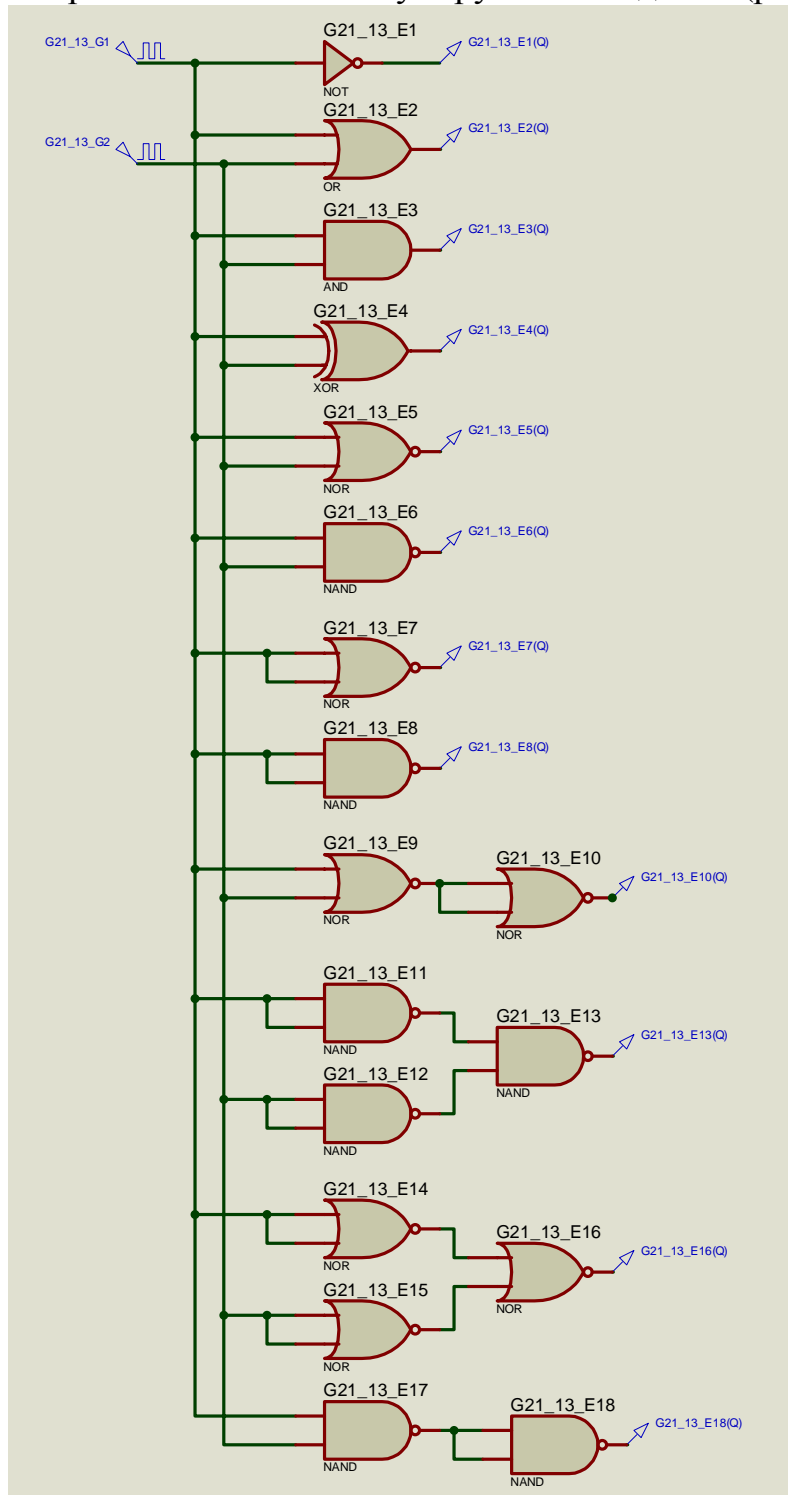 G21_13_E1
G21_13_G1
G21_13_E1(Q)
NOT
G21_13_E2
G21_13_G2
G21_13_E2(Q)
OR
G21_13_E3
G21_13_E3(Q)
AND
G21_13_E4
G21_13_E4(Q)
XOR
G21_13_E5
G21_13_E5(Q)
NOR
G21_13_E6
G21_13_E6(Q)
NAND
G21_13_E7
G21_13_E7(Q)
NOR
G21_13_E8
G21_13_E8(Q)
NAND
G21_13_E9
G21_13_E10
G21_13_E10(Q)
NOR
NOR
G21_13_E11
G21_13_E13
G21_13_E13(Q)
NAND
G21_13_E12
NAND
NAND
G21_13_E14
G21_13_E16
G21_13_E16(Q)
NOR
G21_13_E15
NOR
NOR
G21_13_E17
G21_13_E18
G21_13_E18(Q)
NAND
NAND